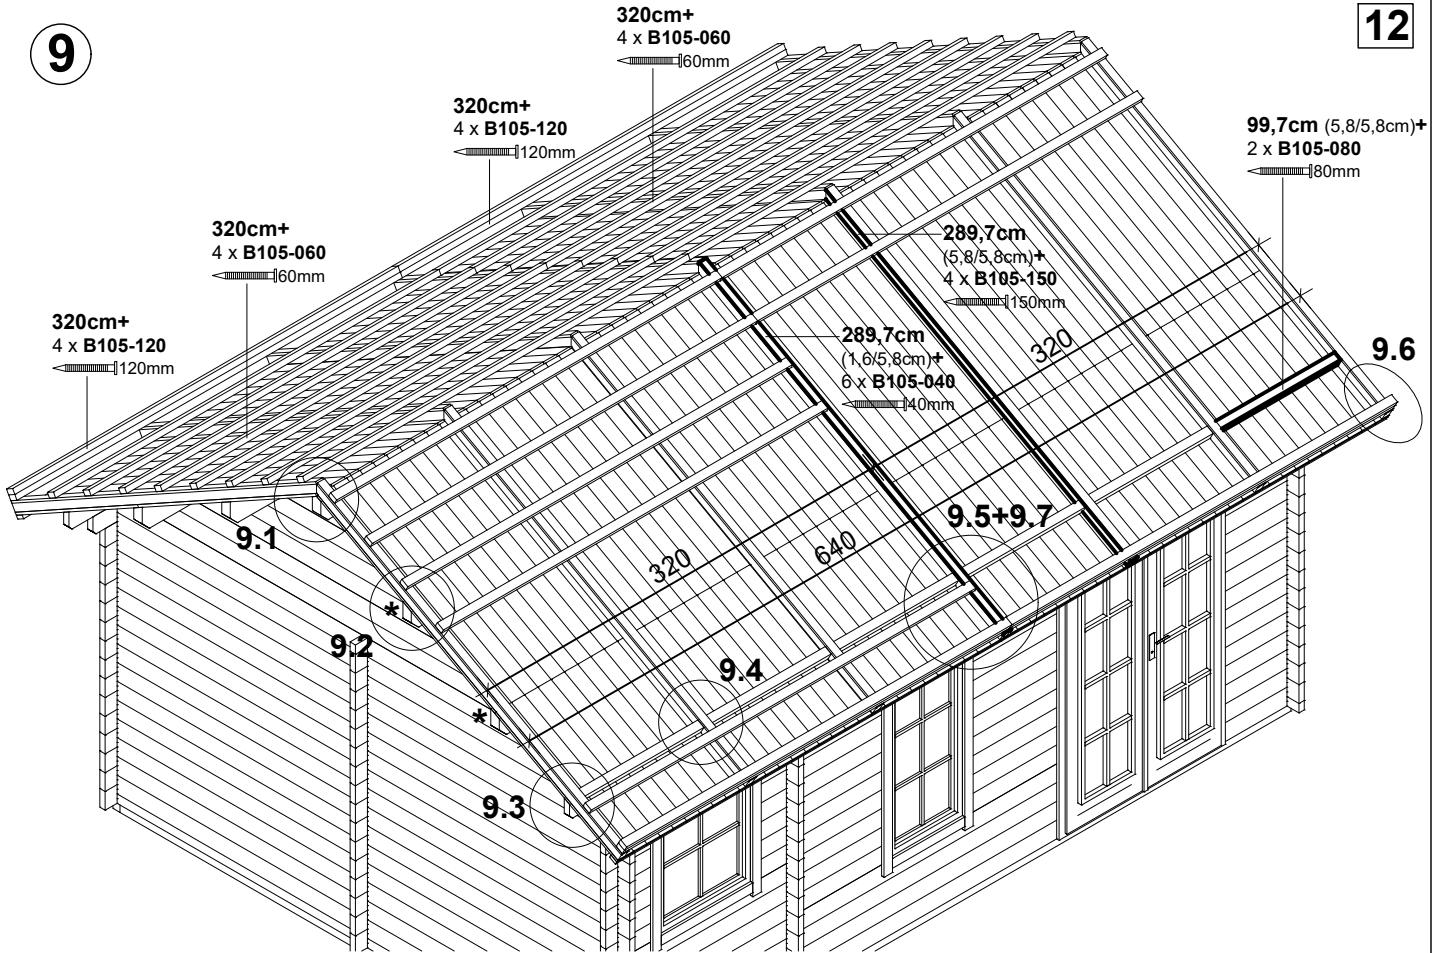 9
12
320cm+
4 x B105-060
60mm
320cm+
4 x B105-120
120mm
99,7cm (5,8/5,8cm)+
2 x B105-080
80mm
320cm+
4 x B105-060
60mm
289,7cm
(5,8/5,8cm)+
4 x B105-150
150mm
320cm+
4 x B105-120
120mm
289,7cm
(1,6/5,8cm)+
6 x B105-040
40mm
320
9.6
9.1
9.5+9.7
320
640
*
9.2
9.4
*
9.3